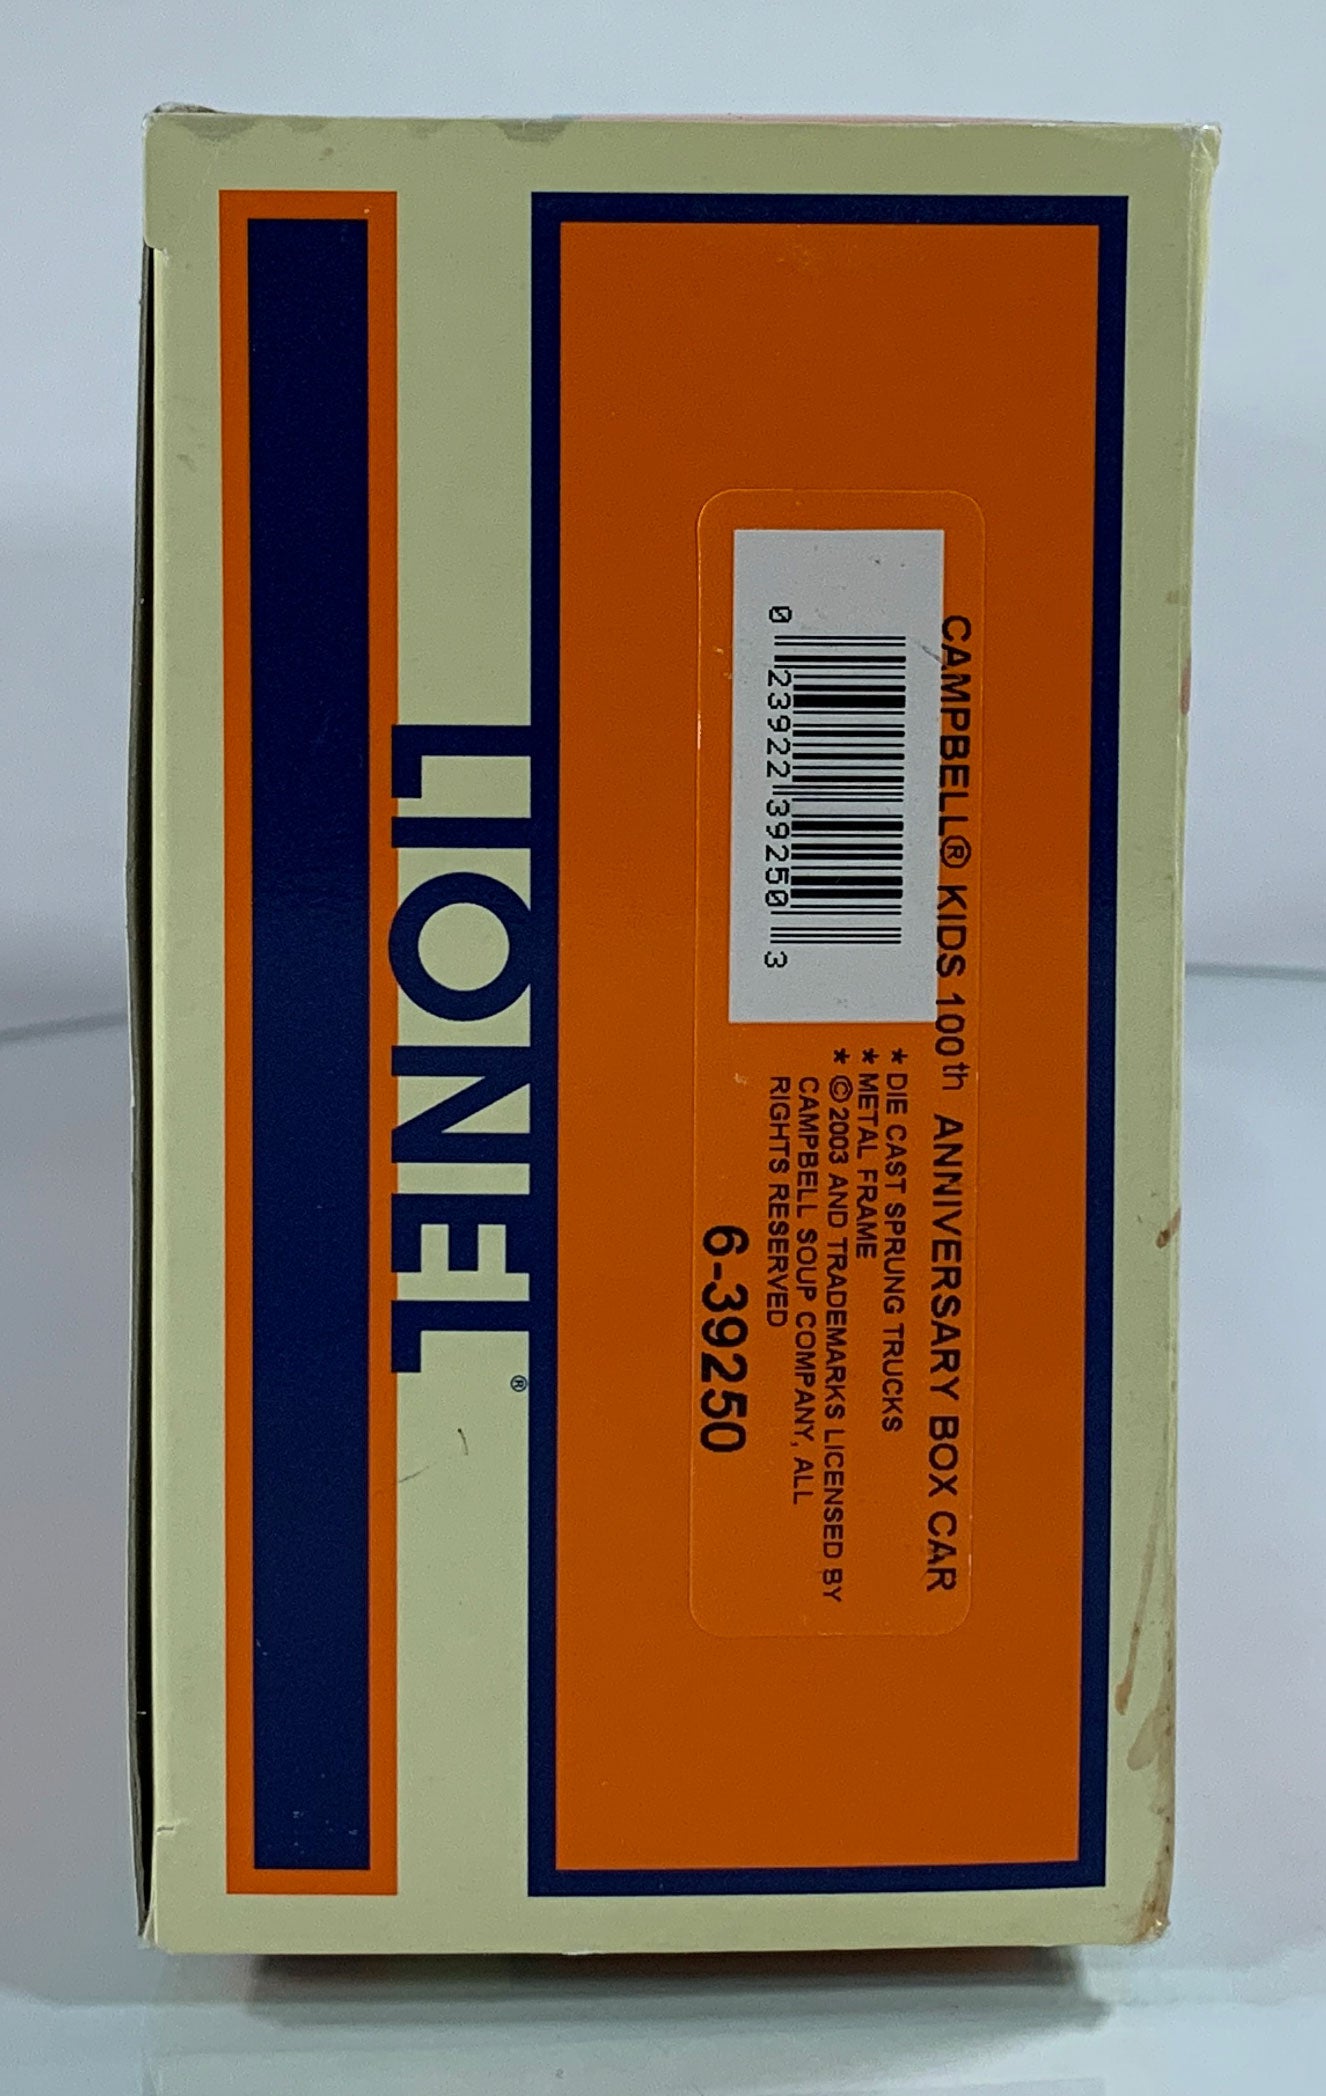 CAMPBELL® KIDS 100th ANNIVERSARY BOX CAR
* DIE CAST SPRUNG TRUCKS
* METAL FRAME
* ©2003 AND TRADEMARKS LICENSED BY
CAMPBELL SOUP COMPANY, ALL
RIGHTS RESERVED
0 23922 39250 3
6-39250
LIONEL®